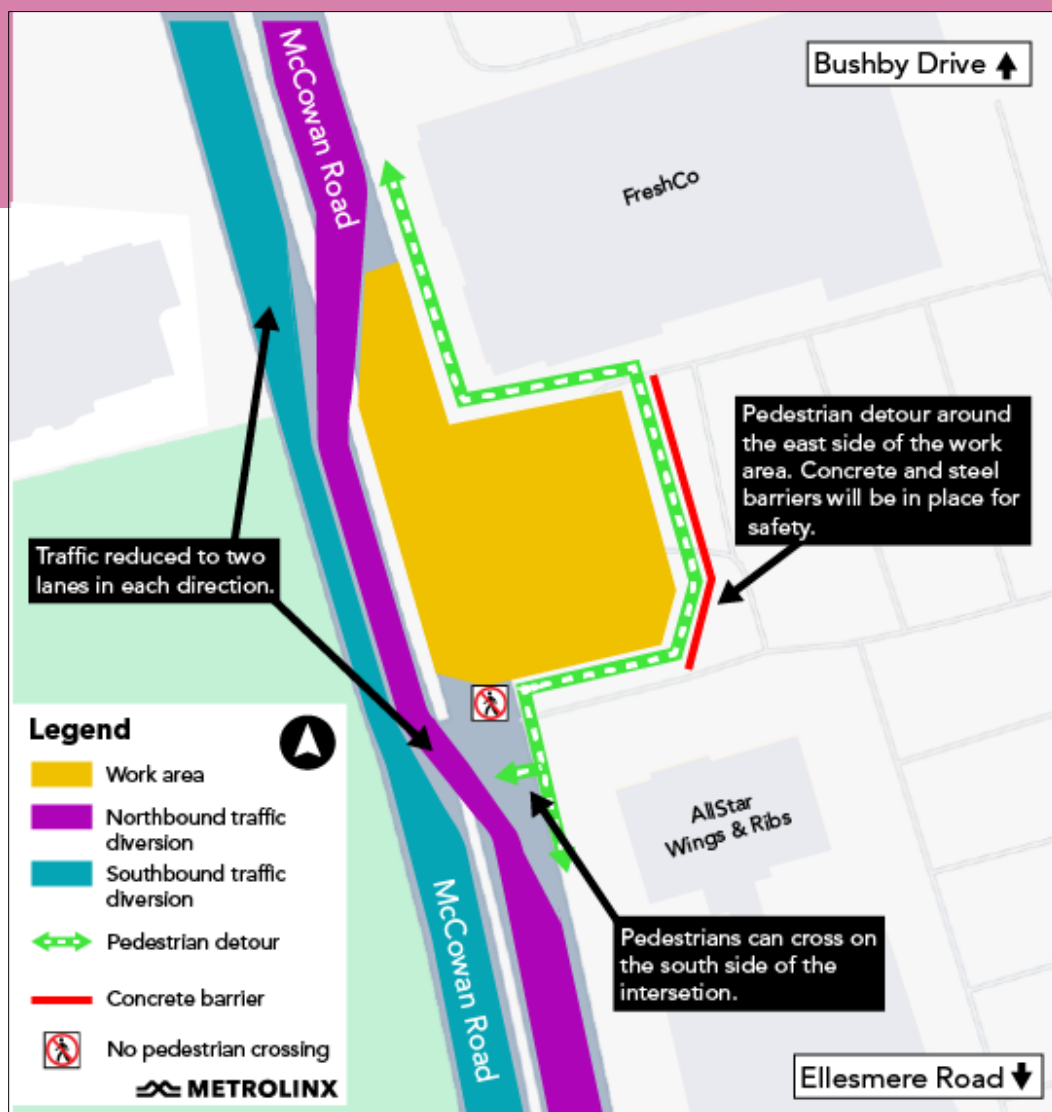 McCowan Road
Bushby Drive
FreshCo
Pedestrian detour around
the east side of the work
area. Concrete and steel
barriers will be in place for
safety.
Traffic reduced to two
lanes in each direction.
AllStar
Wings & Ribs
Pedestrians can cross on
the south side of the
intersetion.
McCowan Road
Ellesmere Road
Legend
Work area
Northbound traffic
diversion
Southbound traffic
diversion
Pedestrian detour
Concrete barrier
No pedestrian crossing
METROLINX